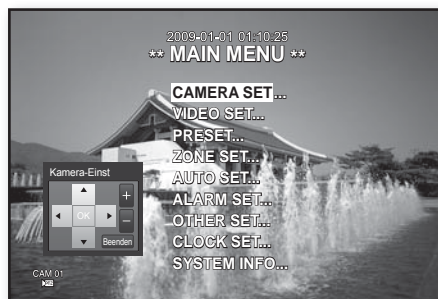 2009-01-01 01:10:25
** MAIN MENU **
CAMERA SET...
VIDEO SET...
PRESET...
ZONE SET...
AUTO SET...
ALARM SET...
OTHER SET...
CLOCK SET...
SYSTEM INFO...
Kamera-Einst
+
OK
−
Beenden
CAM 01